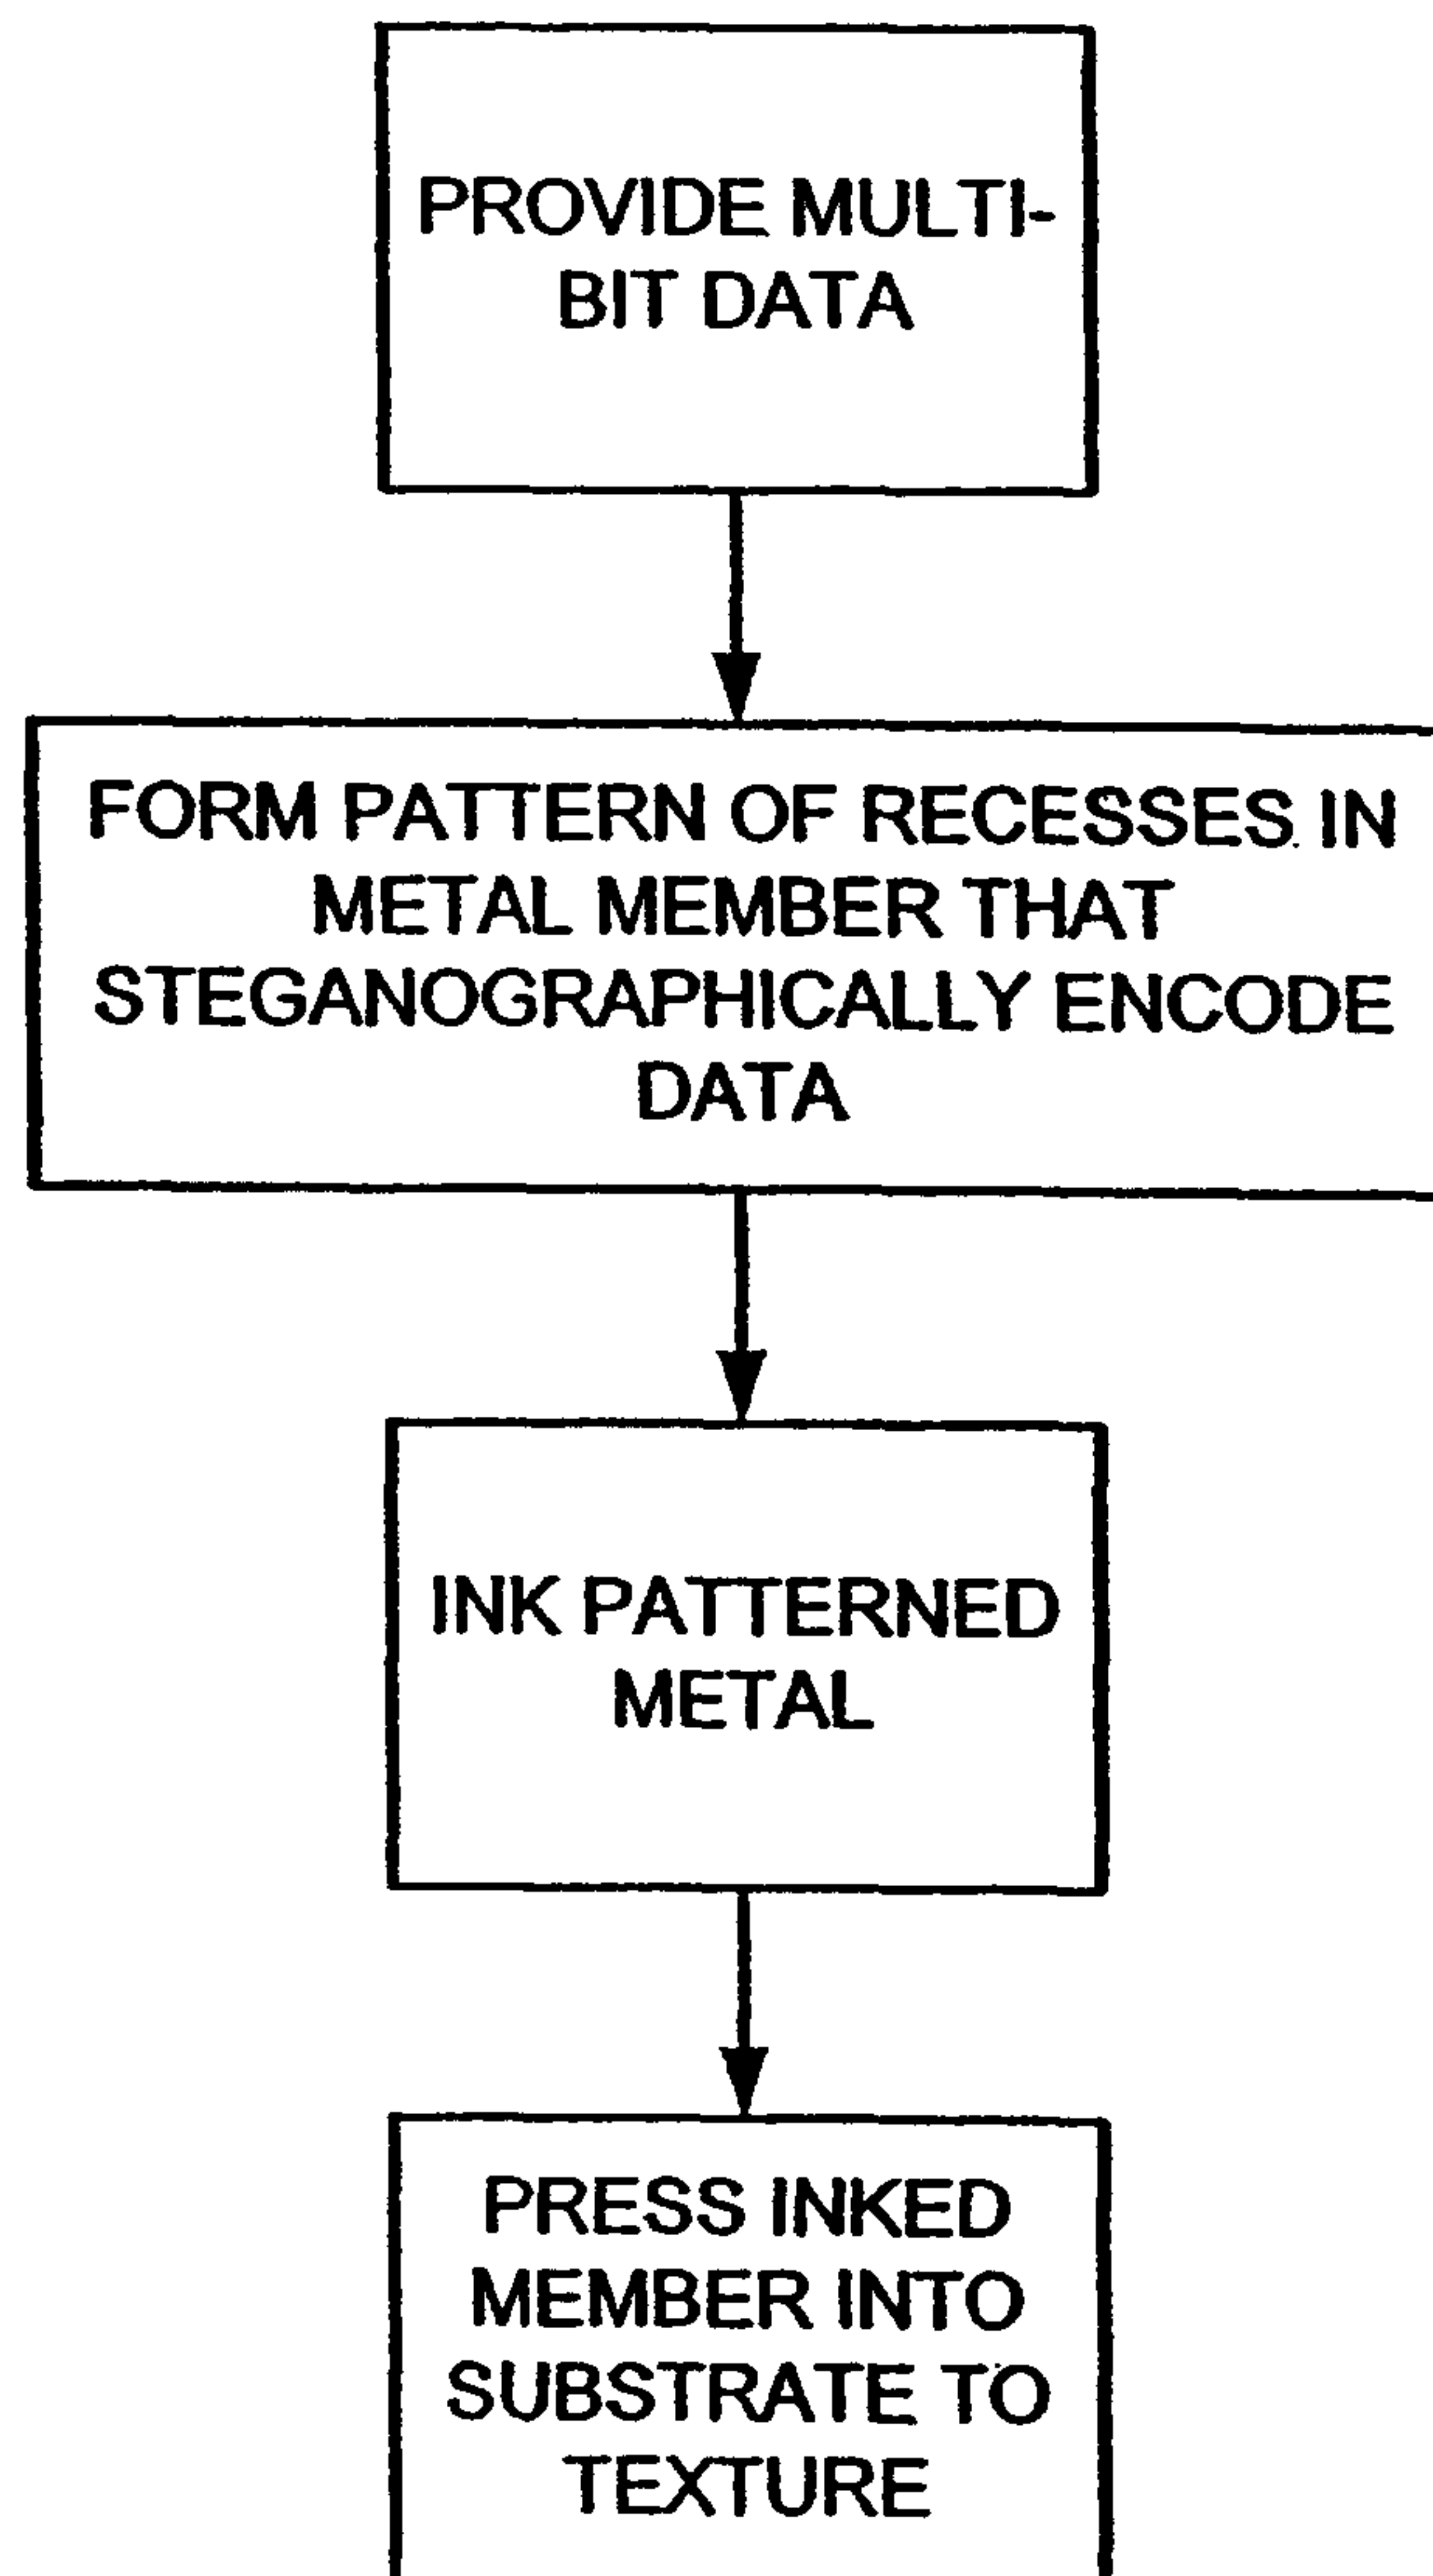 PROVIDE MULTI-
BIT DATA
FORM PATTERN OF RECESSES IN
METAL MEMBER THAT
STEGANOGRAPHICALLY ENCODE
DATA
INK PATTERNED
METAL
PRESS INKED
MEMBER INTO
SUBSTRATE TO
TEXTURE